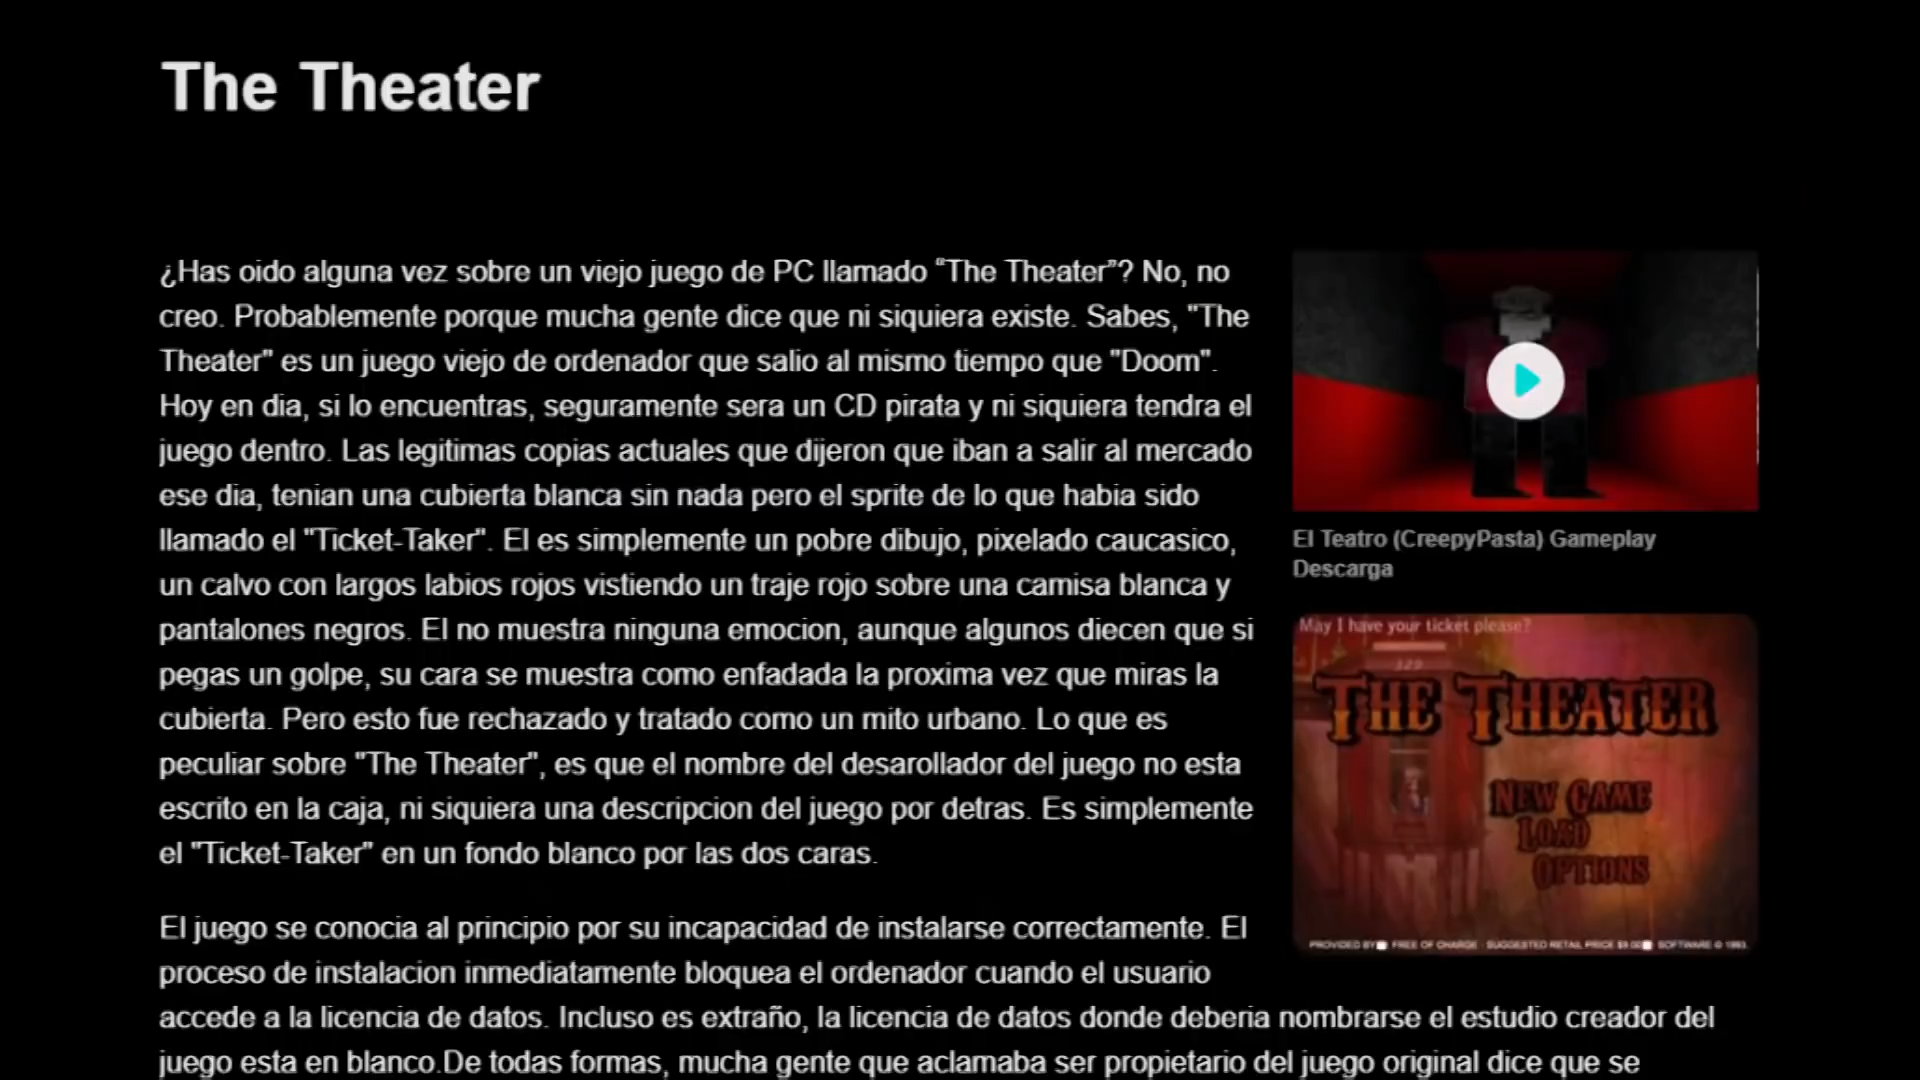 The Theater
¿Has oido alguna vez sobre un viejo juego de PC llamado “The Theater”? No, no
creo. Probablemente porque mucha gente dice que ni siquiera existe. Sabes, "The
Theater" es un juego viejo de ordenador que salio al mismo tiempo que "Doom".
Hoy en dia, si lo encuentras, seguramente sera un CD pirata y ni siquiera tendra el
juego dentro. Las legitimas copias actuales que dijeron que iban a salir al mercado
ese dia, tenian una cubierta blanca sin nada pero el sprite de lo que habia sido
llamado el "Ticket-Taker". El es simplemente un pobre dibujo, pixelado caucasico,
un calvo con largos labios rojos vistiendo un traje rojo sobre una camisa blanca y
pantalones negros. El no muestra ninguna emocion, aunque algunos diecen que si
pegas un golpe, su cara se muestra como enfadada la proxima vez que miras la
cubierta. Pero esto fue rechazado y tratado como un mito urbano. Lo que es
peculiar sobre "The Theater", es que el nombre del desarollador del juego no esta
escrito en la caja, ni siquiera una descripcion del juego por detras. Es simplemente
el "Ticket-Taker" en un fondo blanco por las dos caras.
El juego se conocia al principio por su incapacidad de instalarse correctamente. El
proceso de instalacion inmediatamente bloquea el ordenador cuando el usuario
accede a la licencia de datos. Incluso es extraño, la licencia de datos donde deberia nombrarse el estudio creador del
juego esta en blanco.De todas formas, mucha gente que aclamaba ser propietario del juego original dice que se
El Teatro (CreepyPasta) Gameplay
Descarga
May I have your ticket please?
THE THEATER
NEW GAME
LOAD
OPTIONS
PROVIDED BY FREE OF CHARGE · SUGGESTED RETAIL PRICE SOFTWARE © 1993